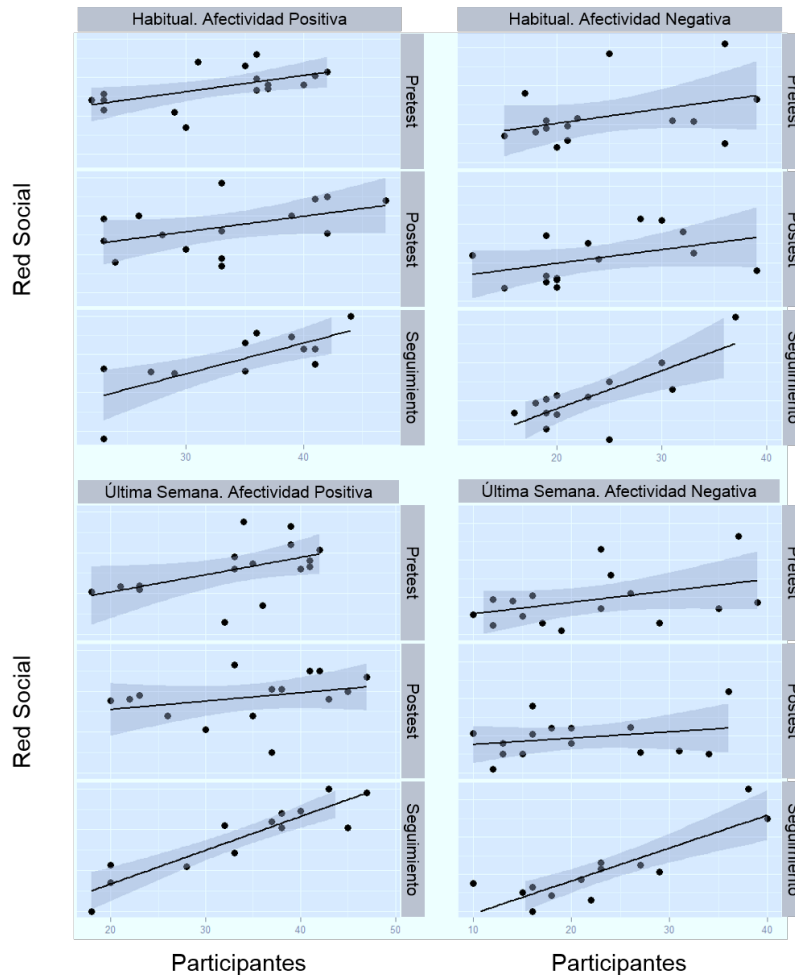 Habitual. Afectividad Positiva
Habitual. Afectividad Negativa
Pretest
Pretest
Postest
Postest
Seguimiento
Seguimiento
Red Social
30
40
20
30
40
Última Semana. Afectividad Positiva
Última Semana. Afectividad Negativa
Pretest
Pretest
Postest
Postest
Seguimiento
Seguimiento
Red Social
20
30
40
50
10
20
30
40
Participantes
Participantes